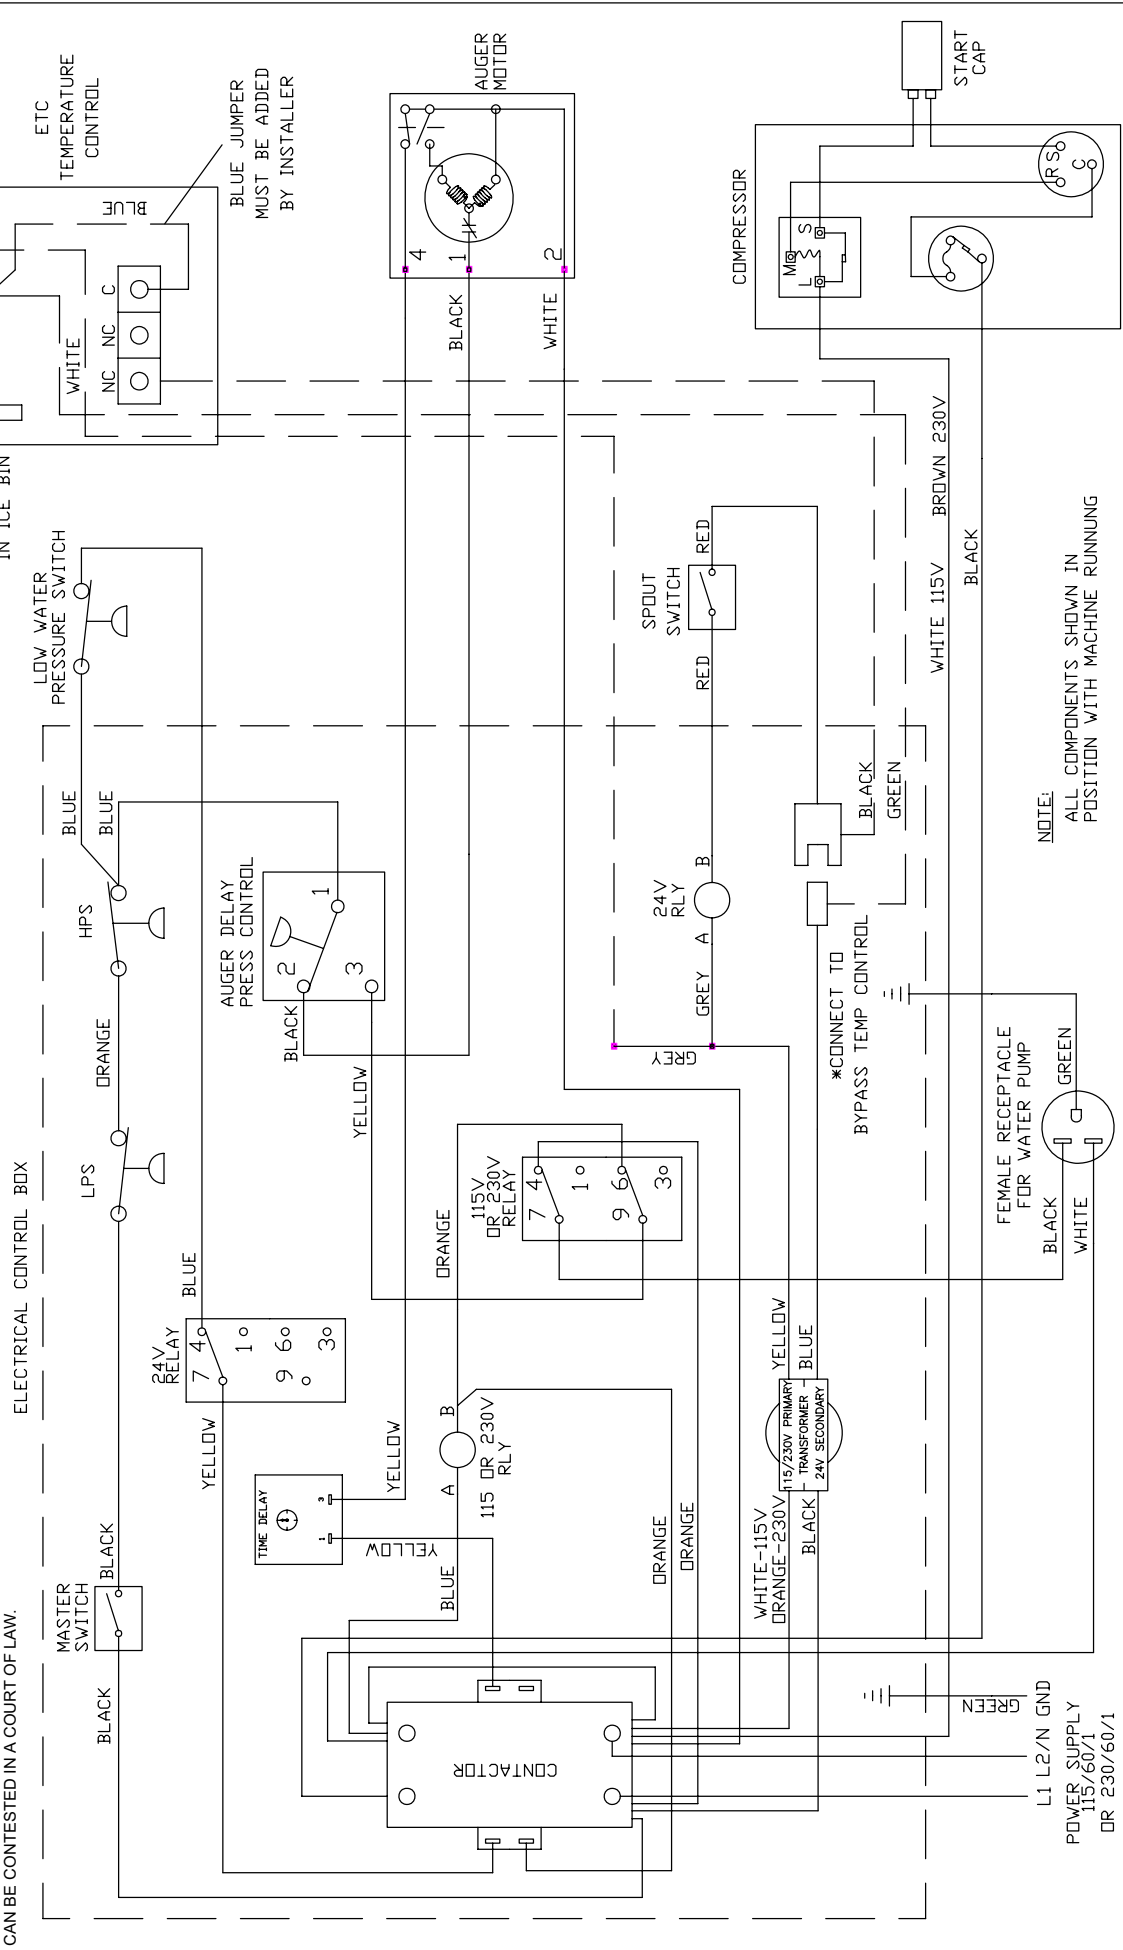 CAN BE CONTESTED IN A COURT OF LAW.
ELECTRICAL CONTROL BOX
IN ICE BIN
ETC
TEMPERATURE
CONTROL
BLUE
BLUE JUMPER
MUST BE ADDED
BY INSTALLER
WHITE
NC NC C
LOW WATER
PRESSURE SWITCH
BLUE
BLUE
HPS
ORANGE
LPS
BLACK
MASTER
SWITCH
BLACK
AUGER
MOTOR
4
1
2
BLACK
WHITE
AUGER DELAY
PRESS CONTROL
2
1
3
BLACK
YELLOW
BLUE
24V
RELAY
7 4
1
9 6
3
YELLOW
TIME DELAY
1 3
YELLOW
YELLOW
BLUE
A B
115 OR 230V
RLY
ORANGE
115V
OR 230V
RELAY
7 4
1
9 6
3
ORANGE
ORANGE
CONTACTOR
SPOUT
SWITCH
RED
RED
24V
RLY
GREY A B
GREY
*CONNECT TO
BYPASS TEMP CONTROL
BLACK
GREEN
YELLOW
BLUE
115/230V PRIMARY
TRANSFORMER
24V SECONDARY
WHITE-115V
ORANGE-230V
BLACK
COMPRESSOR
START
CAP
M
L S
R S
C
WHITE 115V BROWN 230V
BLACK
FEMALE RECEPTACLE
FOR WATER PUMP
GREEN
BLACK
WHITE
GREEN
L1 L2/N GND
POWER SUPPLY
115/60/1
OR 230/60/1
NOTE:
ALL COMPONENTS SHOWN IN
POSITION WITH MACHINE RUNNUNG